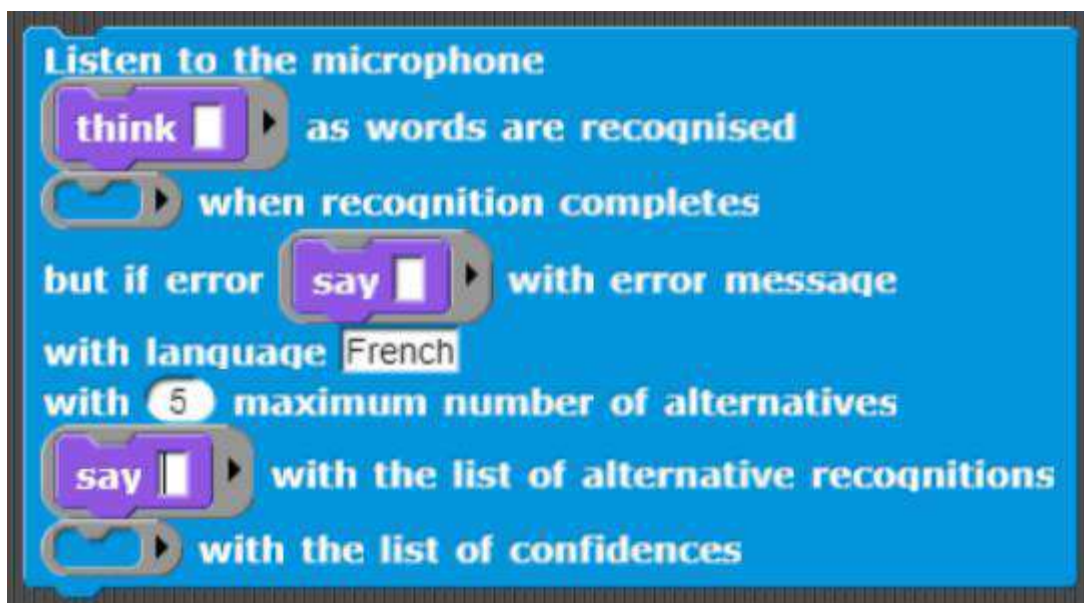 Listen to the microphone
think as words are recognised
when recognition completes
but if error say with error message
with language French
with 5 maximum number of alternatives
say with the list of alternative recognitions
with the list of confidences